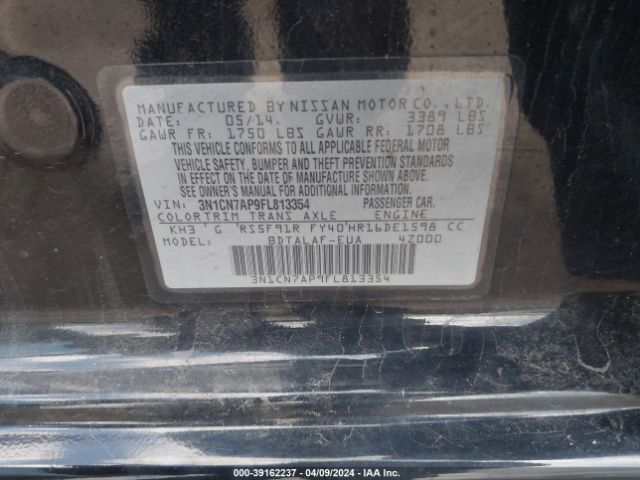 MANUFACTURED BY NISSAN MOTOR CO., LTD.
DATE: 05/14. GVWR: 3389 LBS
GAWR FR: 1750 LBS GAWR RR: 1708 LBS
THIS VEHICLE CONFORMS TO ALL APPLICABLE FEDERAL MOTOR
VEHICLE SAFETY, BUMPER AND THEFT PREVENTION STANDARDS
IN EFFECT ON THE DATE OF MANUFACTURE SHOWN ABOVE.
SEE OWNER'S MANUAL FOR ADDITIONAL INFORMATION.
VIN: 3N1CN7AP9FL813354 PASSENGER CAR.
COLOR TRIM TRANS AXLE ENGINE
KH3 G RS5F91R FY40 HR16DE1598 CC
BDTALAF-EUA 4Z000
3N1CN7AP9FL813354
000-39162237 - 04/09/2024 - IAA Inc.